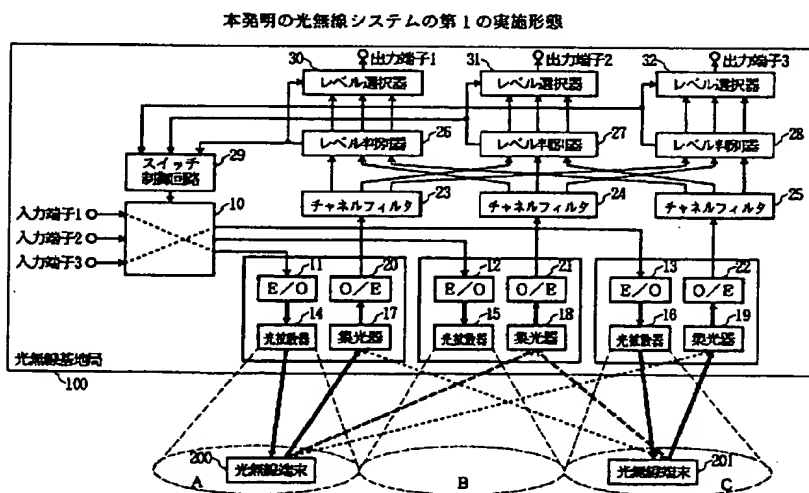 本発明の光無線システムの第1の実施形態
30 出力端子1 31 出力端子2 32 出力端子3
レベル選択器 レベル選択器 レベル選択器
26 27 28
レベル判別器 レベル判別器 レベル判別器
29
スイッチ
制御回路
23 24 25
チャネルフィルタ チャネルフィルタ チャネルフィルタ
10
入力端子1
入力端子2
入力端子3
11 20 12 21 13 22
E/O O/E E/O O/E E/O O/E
14 17 15 18 16 19
光拡散器 集光器 光拡散器 集光器 光拡散器 集光器
光無線基地局
100
200 光無線端末 光無線端末 201
A B C